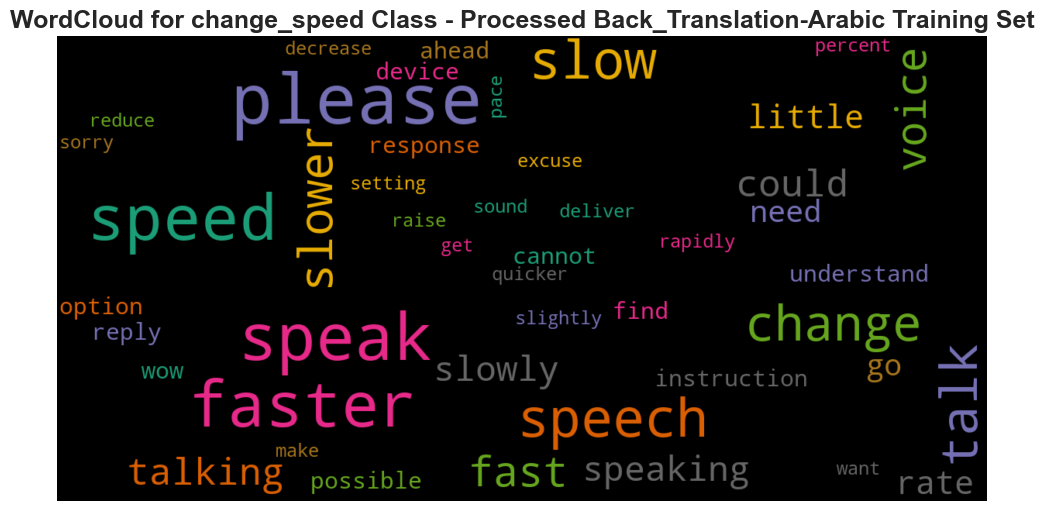 WordCloud for change_speed Class - Processed Back_Translation-Arabic Training Set
decrease
ahead
slow
percent
device
please
pace
voice
reduce
little
sorry
slower
response
excuse
setting
could
speed
raise
sound
deliver
need
get
rapidly
cannot
quicker
understand
option
reply
slightly
find
change
speak
wow
slowly
instruction
go
talk
faster
speech
make
talking
possible
fast
speaking
want
rate